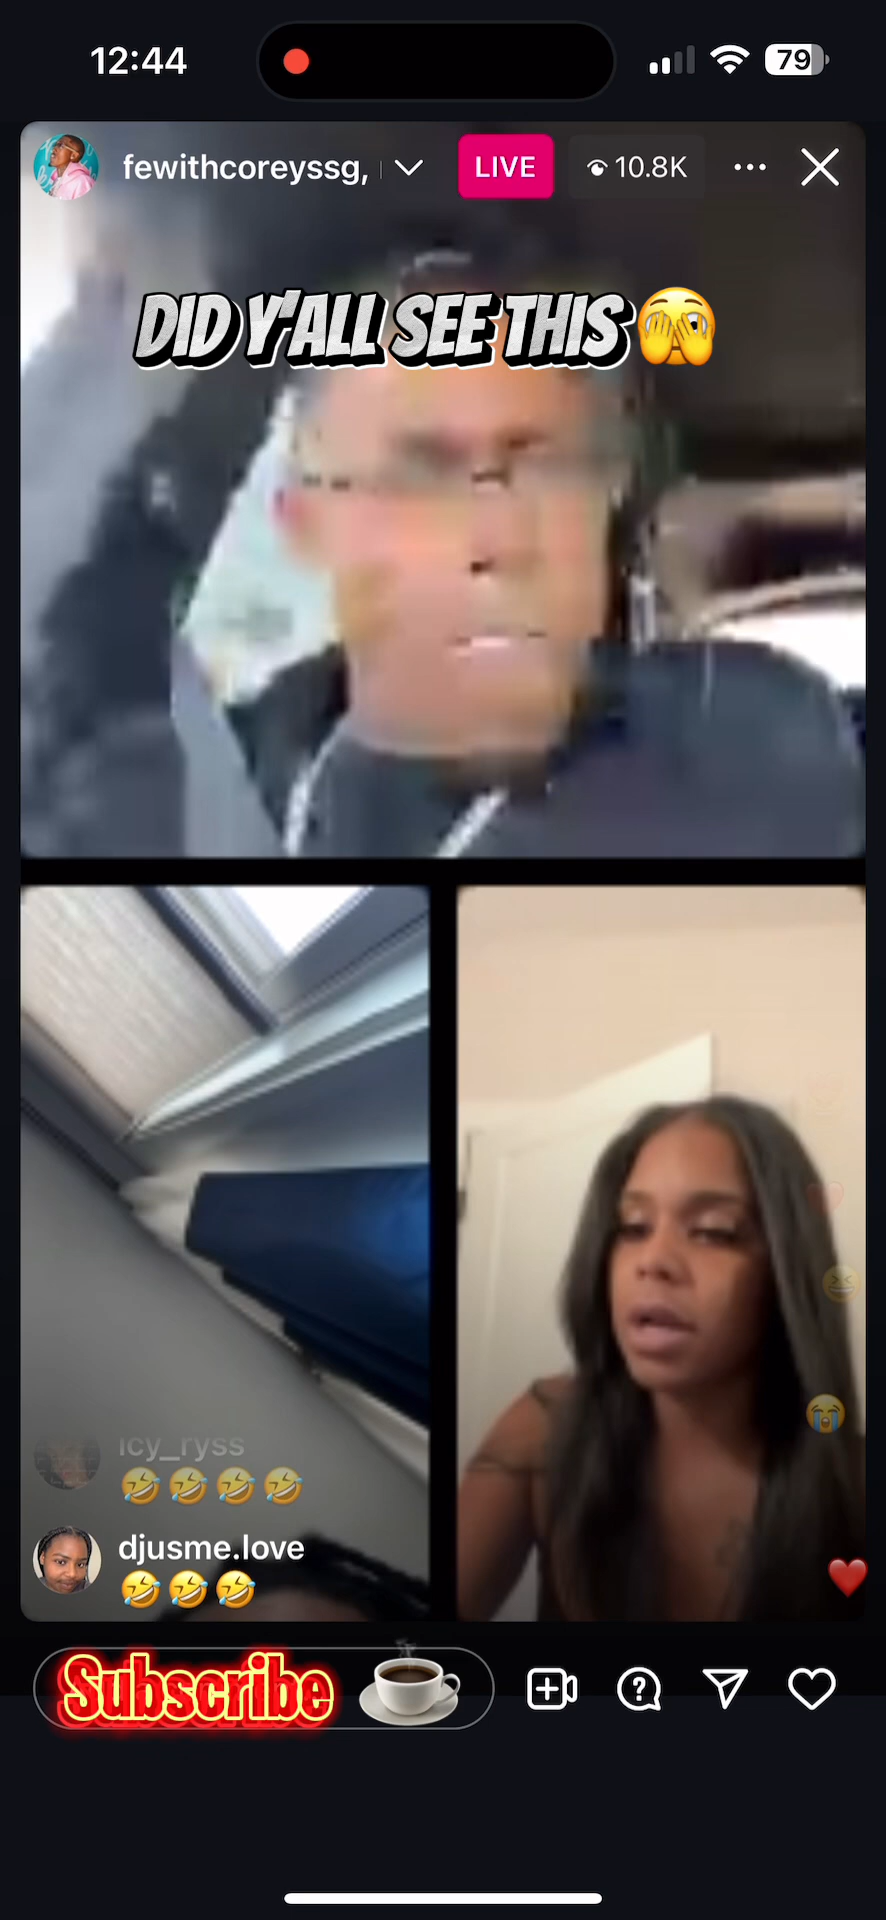 12:44
79
fewithcoreyssg,
LIVE
10.8K
DID Y'ALL SEE THIS
icy_ryss
djusme.love
Subscribe